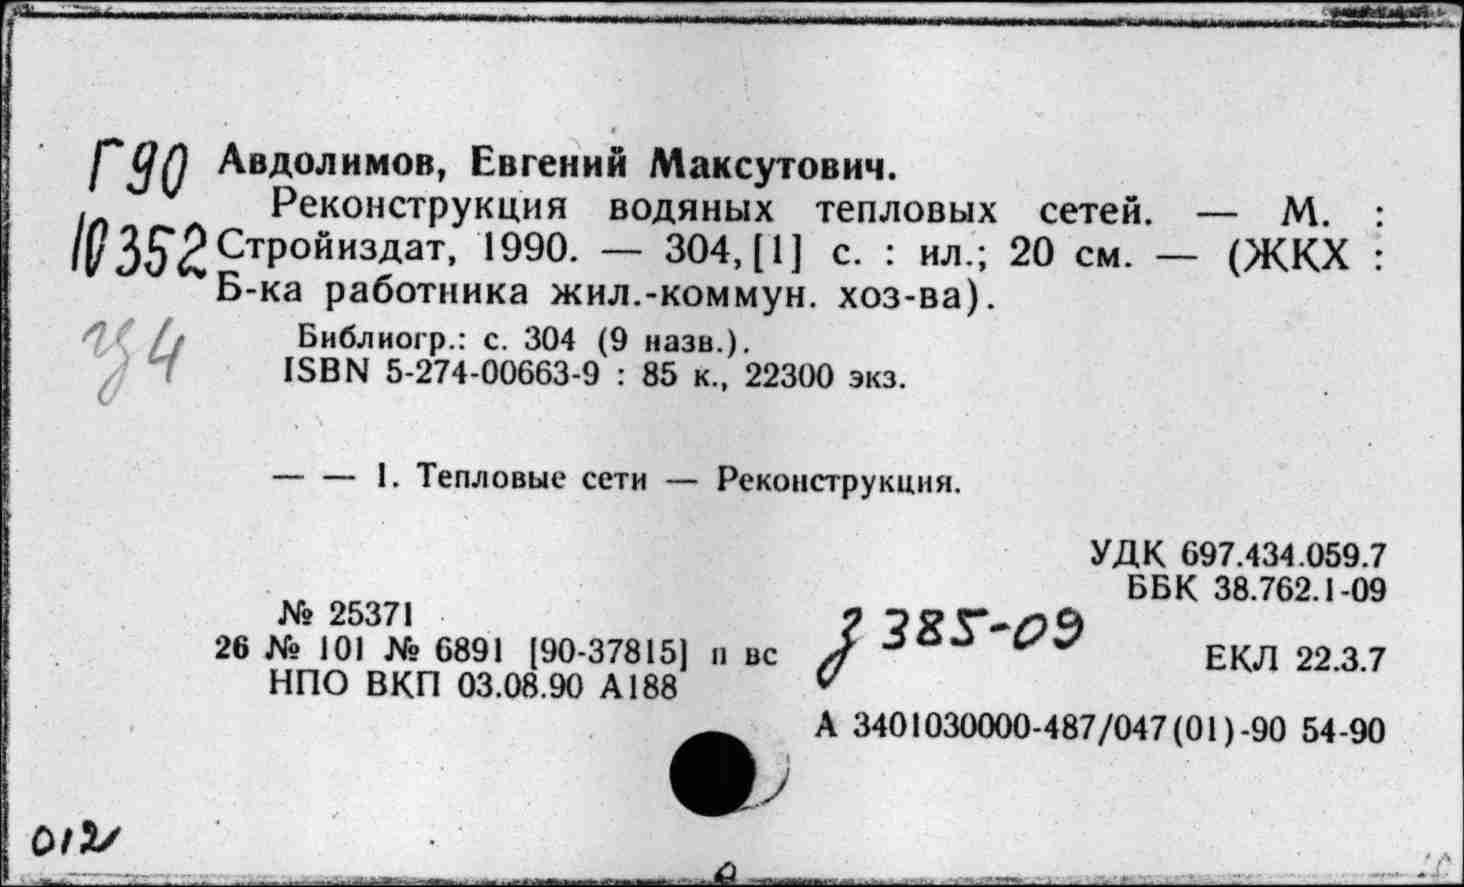 Г90 Авдолимов, Евгений Максутович.
Реконструкция водяных тепловых сетей. — М. :
10352 Стройиздат, 1990. — 304, [1] с. : ил.; 20 см. — (ЖКХ :
Б-ка работника жил.-коммун. хоз-ва).
Библиогр.: с. 304 (9 назв.).
ISBN 5-274-00663-9 : 85 к., 22300 экз.
— — 1. Тепловые сети — Реконструкция.
УДК 697.434.059.7
ББК 38.762.1-09
№ 25371
26 № 101 № 6891 [90-37815] п вс
З 385-09
ЕКЛ 22.3.7
НПО ВКП 03.08.90 А188
А 3401030000-487/047(01)-90 54-90